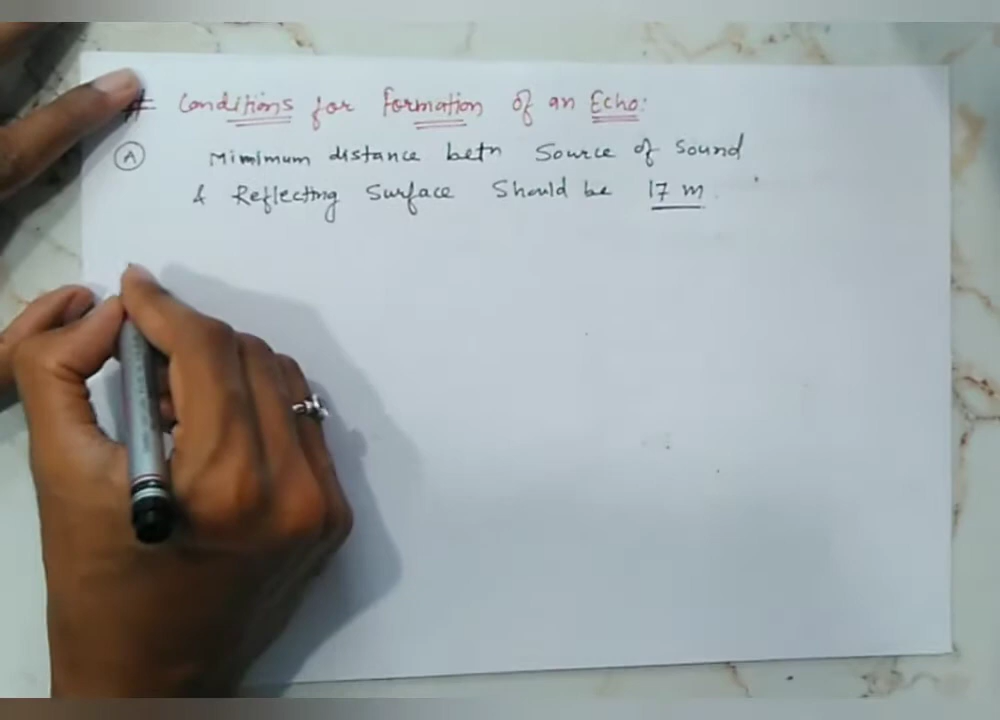 # Conditions for Formation of an Echo:
(A) Minimum distance betn Source of Sound
& Reflecting Surface Should be 17 m.